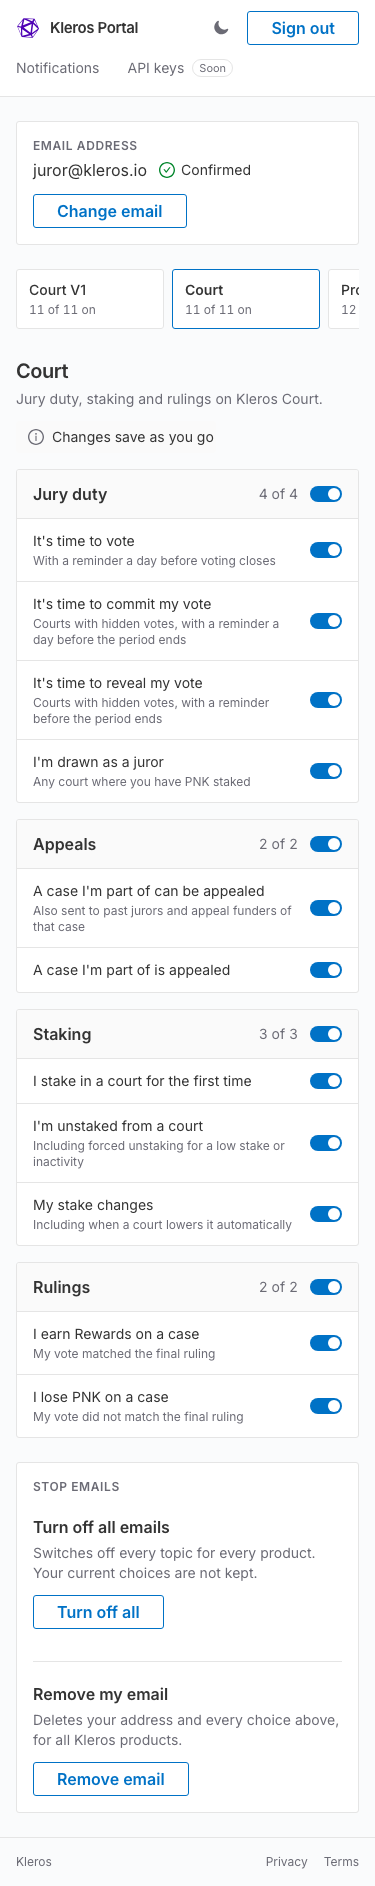 Kleros Portal
Sign out
Notifications
API keys
Soon
EMAIL ADDRESS
juror@kleros.io
Confirmed
Change email
Court V1
11 of 11 on
Court
11 of 11 on
Pro
12
Court
Jury duty, staking and rulings on Kleros Court.
Changes save as you go
Jury duty
4 of 4
It's time to vote
With a reminder a day before voting closes
It's time to commit my vote
Courts with hidden votes, with a reminder a
day before the period ends
It's time to reveal my vote
Courts with hidden votes, with a reminder
before the period ends
I'm drawn as a juror
Any court where you have PNK staked
Appeals
2 of 2
A case I'm part of can be appealed
Also sent to past jurors and appeal funders of
that case
A case I'm part of is appealed
Staking
3 of 3
I stake in a court for the first time
I'm unstaked from a court
Including forced unstaking for a low stake or
inactivity
My stake changes
Including when a court lowers it automatically
Rulings
2 of 2
I earn Rewards on a case
My vote matched the final ruling
I lose PNK on a case
My vote did not match the final ruling
STOP EMAILS
Turn off all emails
Switches off every topic for every product.
Your current choices are not kept.
Turn off all
Remove my email
Deletes your address and every choice above,
for all Kleros products.
Remove email
Kleros
Privacy
Terms